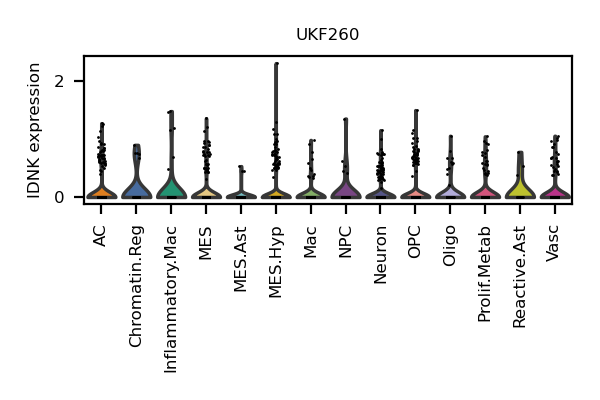 UKF260
IDNK expression
2
0
AC
Chromatin.Reg
Inflammatory.Mac
MES
MES.Ast
MES.Hyp
Mac
NPC
Neuron
OPC
Oligo
Prolif.Metab
Reactive.Ast
Vasc